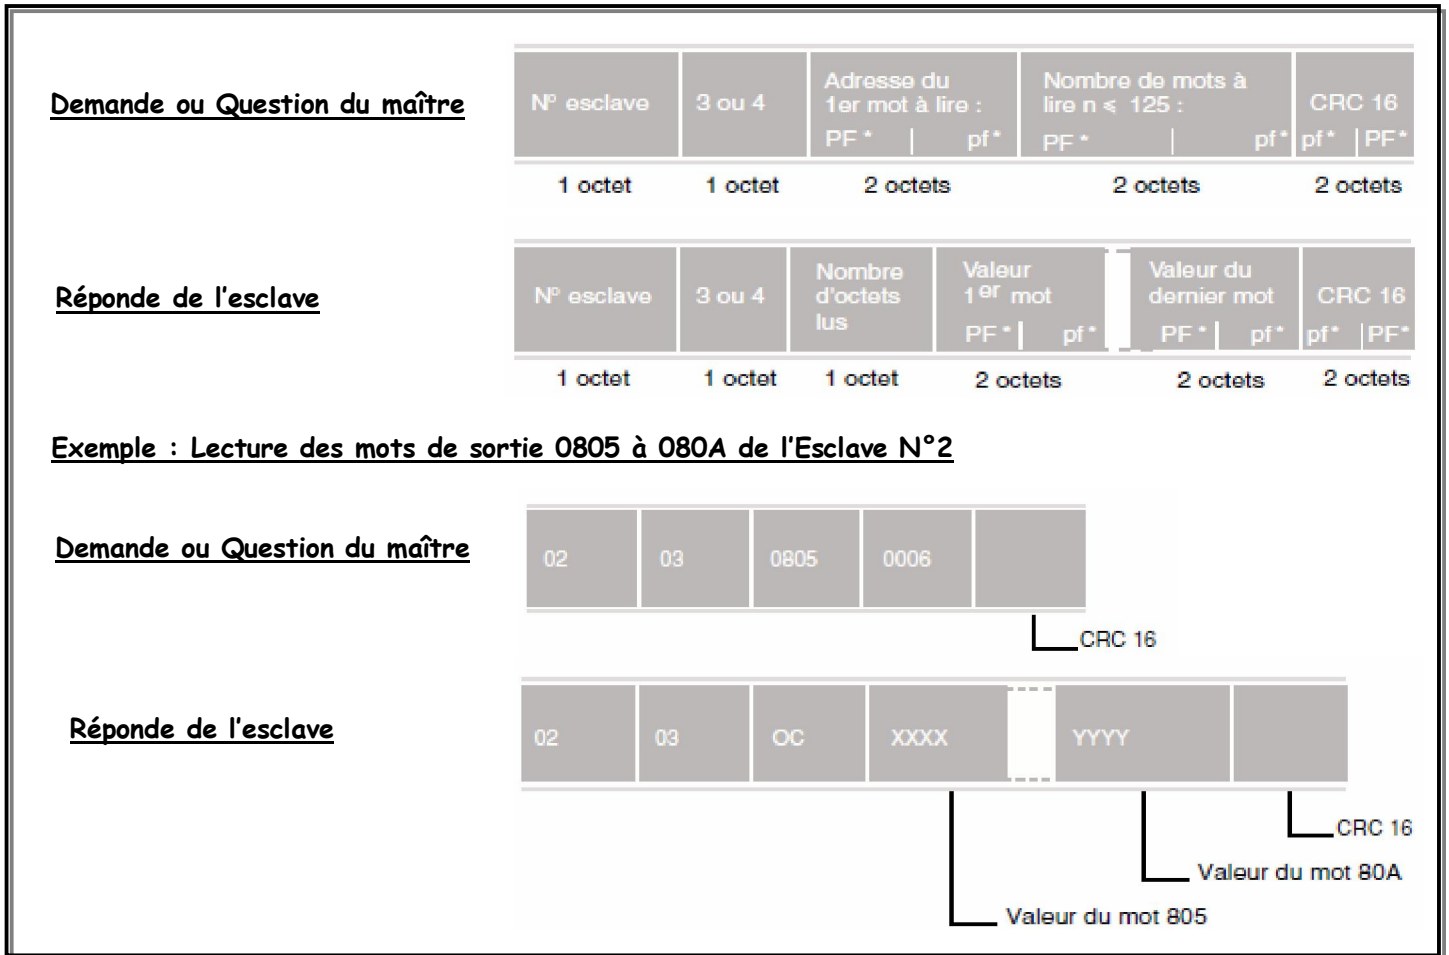 Demande ou Question du maître
N° esclave
3 ou 4
Adresse du
1er mot à lire :
PF* pf*
Nombre de mots à
lire n ≤ 125 :
PF* pf*
CRC 16
pf* PF*
1 octet 1 octet 2 octets 2 octets 2 octets
Réponde de l'esclave
N° esclave
3 ou 4
Nombre
d'octets
lus
Valeur
1er mot
PF* pf*
Valeur du
dernier mot
PF* pf*
CRC 16
pf* PF*
1 octet 1 octet 1 octet 2 octets 2 octets 2 octets
Exemple : Lecture des mots de sortie 0805 à 080A de l'Esclave N°2
Demande ou Question du maître
02 03 0805 0006
CRC 16
Réponde de l'esclave
02 03 OC XXXX YYYY
CRC 16
Valeur du mot 80A
Valeur du mot 805